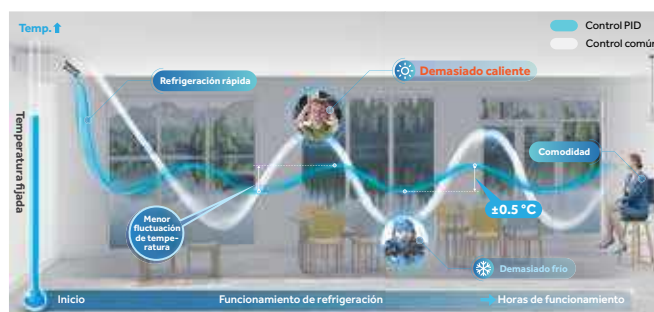 Temp.
Control PID
Control común
Refrigeración rápida
Demasiado caliente
Temperatura fijada
Comodidad
Menor
fluctuación
de tempe-
ratura
±0.5 °C
Demasiado frío
Inicio
Funcionamiento de refrigeración
Horas de funcionamiento